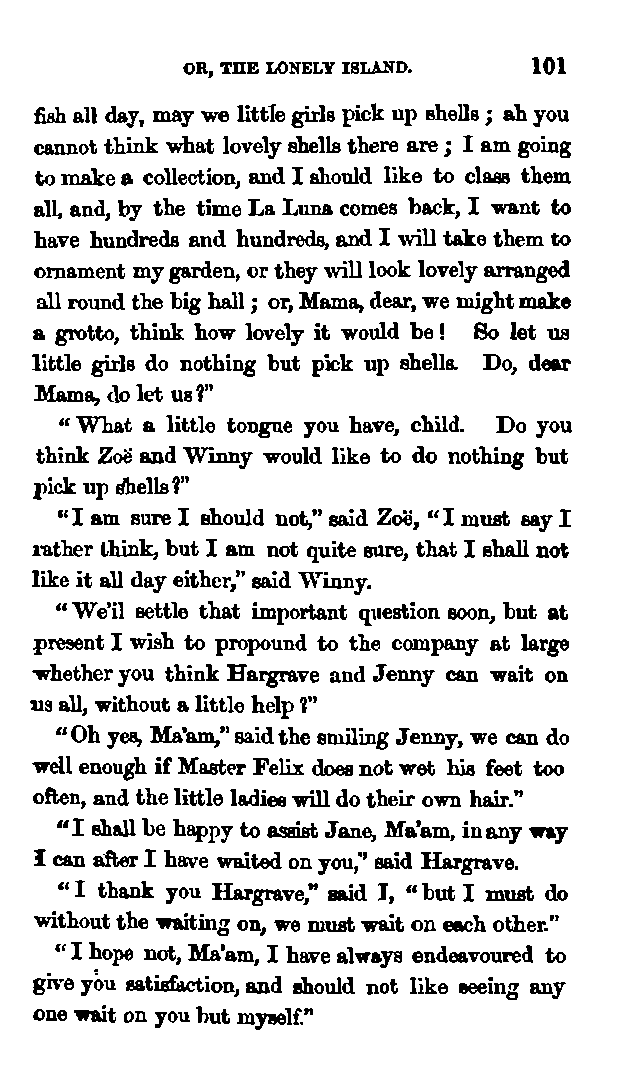 OR, THE LONELY ISLAND. 101
fish all day, may we little girls pick up shells; ah you
cannot think what lovely shells there are; I am going
to make a collection, and I should like to class them
all, and, by the time La Luna comes back, I want to
have hundreds and hundreds, and I will take them to
ornament my garden, or they will look lovely arranged
all round the big hall; or, Mama, dear, we might make
a grotto, think how lovely it would be! So let us
little girls do nothing but pick up shells. Do, dear
Mama, do let us?"
"What a little tongue you have, child. Do you
think Zoë and Winny would like to do nothing but
pick up shells?"
"I am sure I should not," said Zoë, "I must say I
rather think, but I am not quite sure, that I shall not
like it all day either," said Winny.
"We'il settle that important question soon, but at
present I wish to propound to the company at large
whether you think Hargrave and Jenny can wait on
us all, without a little help?"
"Oh yes, Ma'am," said the smiling Jenny, we can do
well enough if Master Felix does not wet his feet too
often, and the little ladies will do their own hair."
"I shall be happy to assist Jane, Ma'am, in any way
I can after I have waited on you," said Hargrave.
"I thank you Hargrave," said I, "but I must do
without the waiting on, we must wait on each other."
"I hope not, Ma'am, I have always endeavoured to
give you satisfaction, and should not like seeing any
one wait on you but myself."